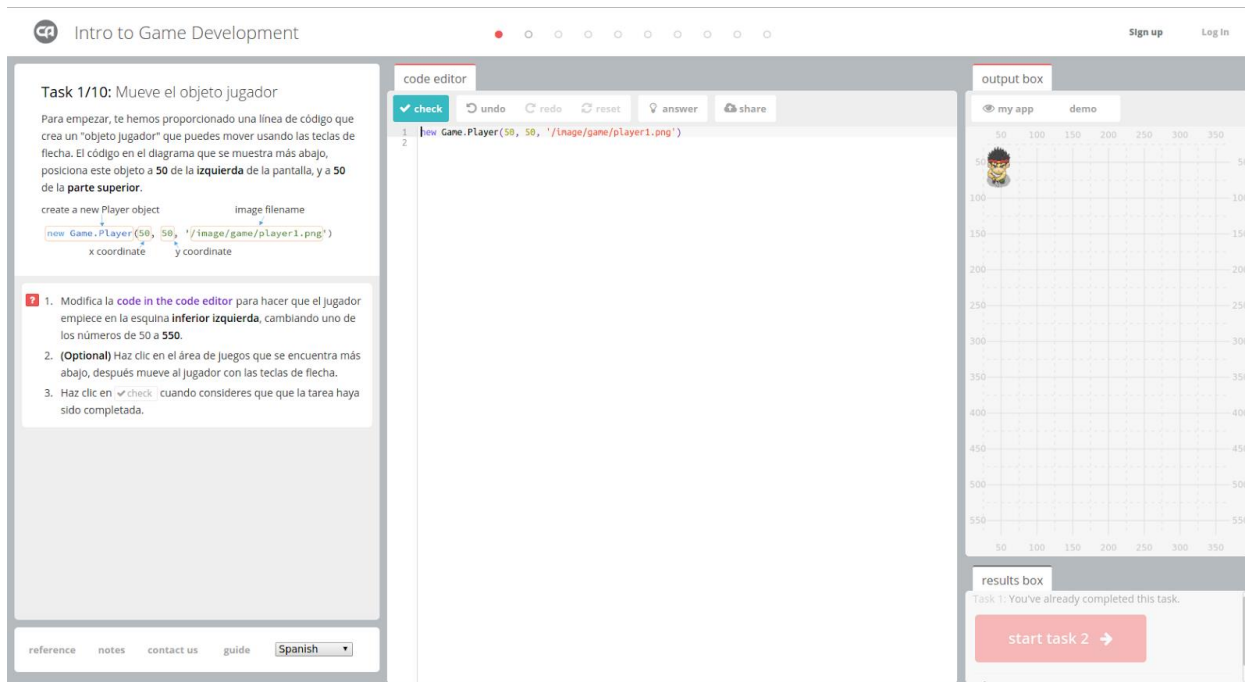 CA Intro to Game Development
Sign up
Log In
Task 1/10: Mueve el objeto jugador
Para empezar, te hemos proporcionado una línea de código que
crea un "objeto jugador" que puedes mover usando las teclas de
flecha. El código en el diagrama que se muestra más abajo,
posiciona este objeto a 50 de la izquierda de la pantalla, y a 50
de la parte superior.
create a new Player object
image filename
new Game.Player(50, 50, '/image/game/player1.png')
x coordinate
y coordinate
? 1. Modifica la code in the code editor para hacer que el jugador
empiece en la esquina inferior izquierda, cambiando uno de
los números de 50 a 550.
2. (Optional) Haz clic en el área de juegos que se encuentra más
abajo, después mueve al jugador con las teclas de flecha.
3. Haz clic en check cuando consideres que que la tarea haya
sido completada.
reference
notes
contact us
guide
Spanish
code editor
check
undo
redo
reset
answer
share
1 new Game.Player(50, 50, '/image/game/player1.png')
2
output box
my app
demo
50 100 150 200 250 300 350
50
100
150
200
250
300
350
400
450
500
550
50 100 150 200 250 300 350
results box
Task 1: You've already completed this task.
start task 2